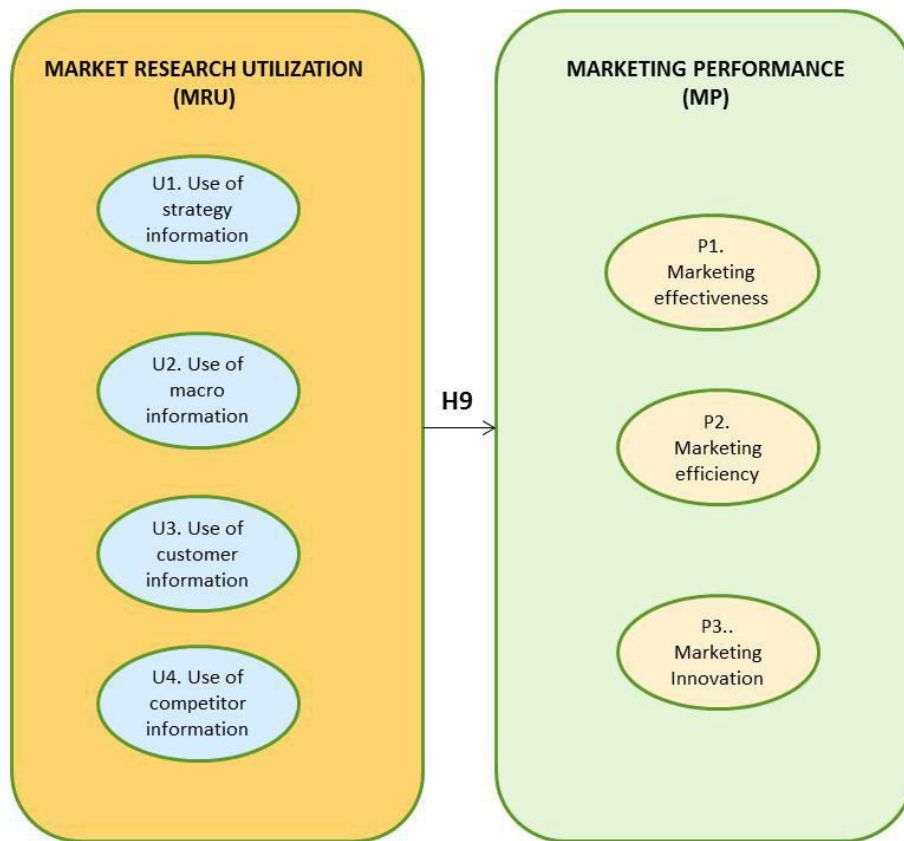 MARKET RESEARCH UTILIZATION
(MRU)
U1. Use of
strategy
information
U2. Use of
macro
information
U3. Use of
customer
information
U4. Use of
competitor
information
H9
MARKETING PERFORMANCE
(MP)
P1.
Marketing
effectiveness
P2.
Marketing
efficiency
P3..
Marketing
Innovation